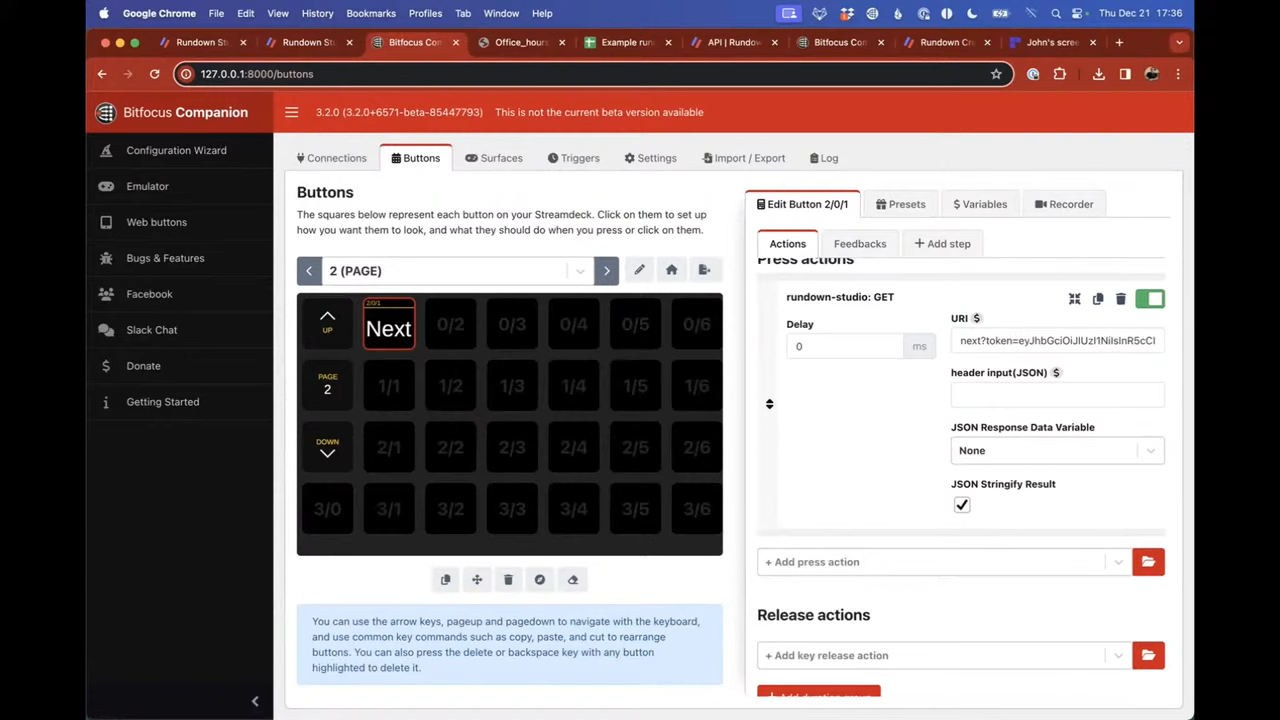 Google Chrome File Edit View History Bookmarks Profiles Tab Window Help Thu Dec 21 17:36
Rundown St
Rundown St
Bitfocus Con
Office_hours
Example run
API | Rundow
Bitfocus Con
Rundown Cre
John's scree
127.0.0.1:8000/buttons
Bitfocus Companion
3.2.0 (3.2.0+6571-beta-85447793) This is not the current beta version available
Configuration Wizard
Emulator
Web buttons
Bugs & Features
Facebook
Slack Chat
Donate
Getting Started
Connections Buttons Surfaces Triggers Settings Import / Export Log
Buttons
The squares below represent each button on your Streamdeck. Click on them to set up
how you want them to look, and what they should do when you press or click on them.
2 (PAGE)
UP
2/0/1
Next
0/2 0/3 0/4 0/5 0/6
PAGE
2
1/1 1/2 1/3 1/4 1/5 1/6
DOWN
2/1 2/2 2/3 2/4 2/5 2/6
3/0 3/1 3/2 3/3 3/4 3/5 3/6
You can use the arrow keys, pageup and pagedown to navigate with the keyboard,
and use common key commands such as copy, paste, and cut to rearrange
buttons. You can also press the delete or backspace key with any button
highlighted to delete it.
Edit Button 2/0/1 Presets $ Variables Recorder
Actions Feedbacks + Add step
Press actions
rundown-studio: GET
Delay
0 ms
URI $
next?token=eyJhbGciOiJIUzI1NiIsInR5cCI
header input(JSON) $
JSON Response Data Variable
None
JSON Stringify Result
+ Add press action
Release actions
+ Add key release action
+ Add duration group